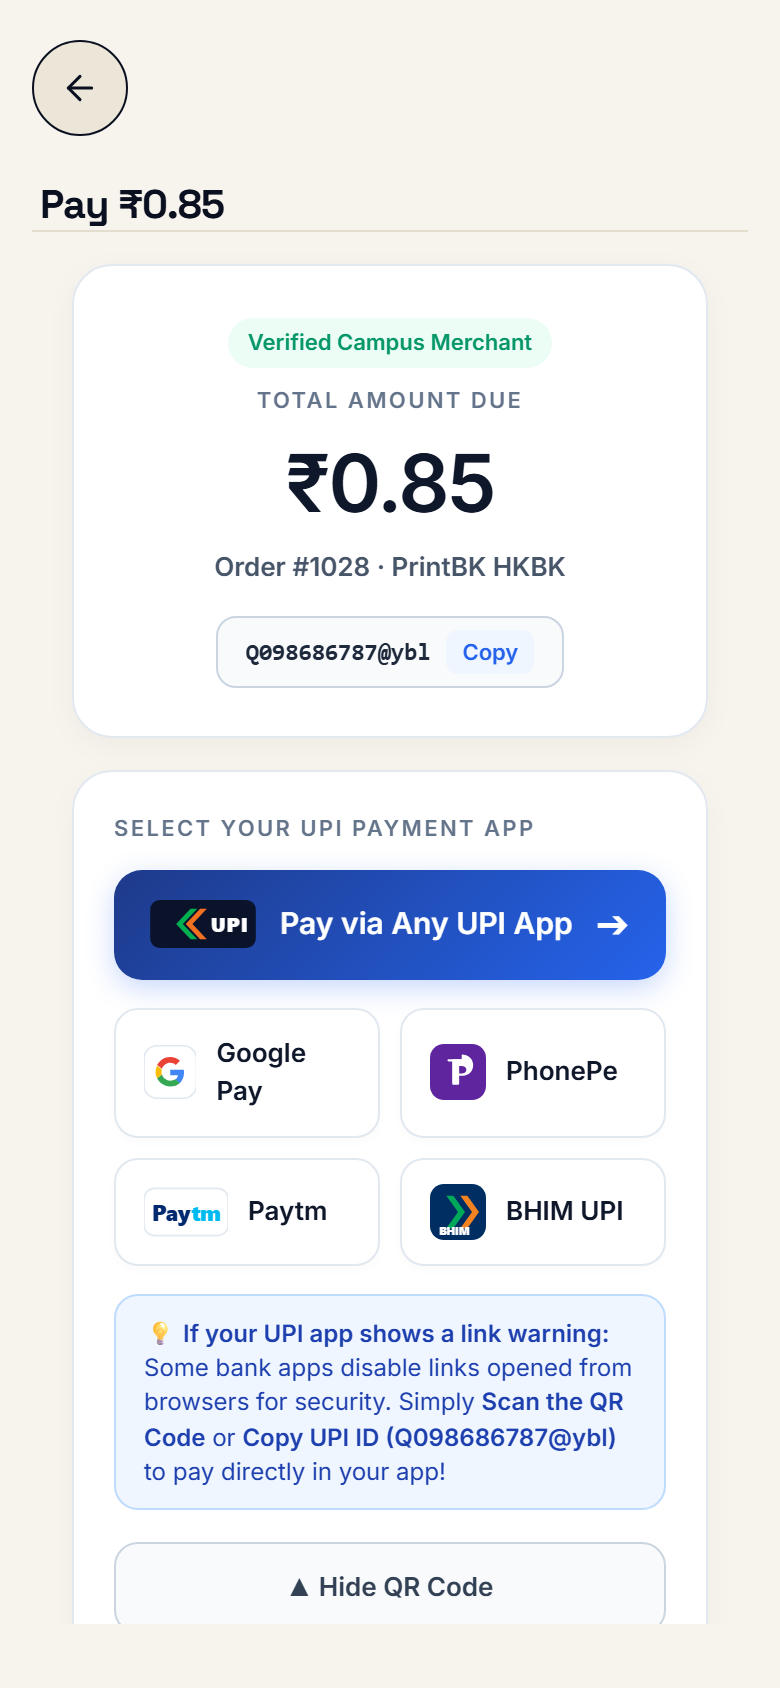 Pay ₹0.85
Verified Campus Merchant
TOTAL AMOUNT DUE
₹0.85
Order #1028 · PrintBK HKBK
Q098686787@ybl Copy
SELECT YOUR UPI PAYMENT APP
UPI Pay via Any UPI App →
Google
Pay
PhonePe
Paytm Paytm
BHIM BHIM UPI
💡 If your UPI app shows a link warning:
Some bank apps disable links opened from
browsers for security. Simply Scan the QR
Code or Copy UPI ID (Q098686787@ybl)
to pay directly in your app!
▲ Hide QR Code